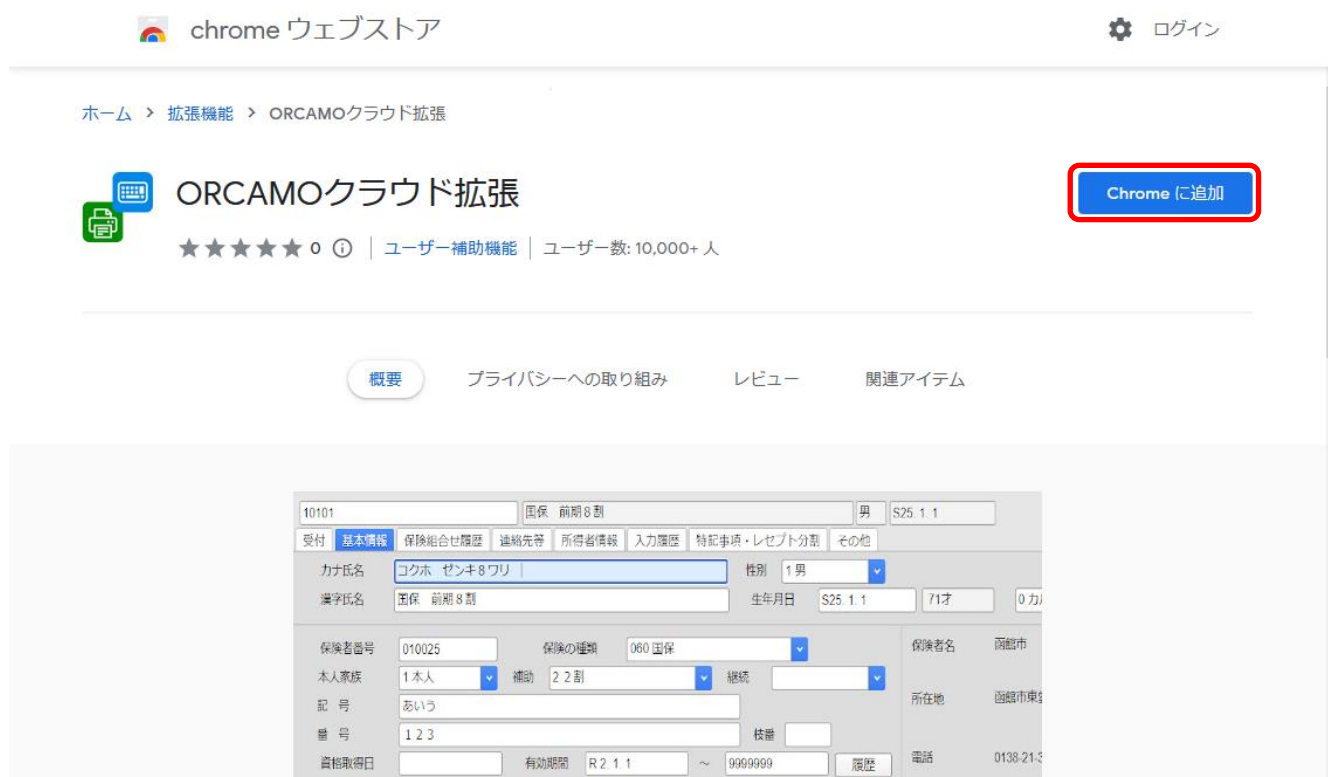 chrome ウェブストア
ログイン
ホーム > 拡張機能 > ORCAMOクラウド拡張
ORCAMOクラウド拡張
Chrome に追加
0 ユーザー補助機能 ユーザー数: 10,000+ 人
概要 プライバシーへの取り組み レビュー 関連アイテム
10101 国保 前期８割 男 S25. 1. 1
受付 基本情報 保険組合せ履歴 連絡先等 所得者情報 入力履歴 特記事項・レセプト分割 その他
カナ氏名 コクホ ゼンキ８ワリ 性別 1 男
漢字氏名 国保 前期８割 生年月日 S25. 1. 1 71才 0 カ
保険者番号 010025 保険の種類 060 国保 保険者名 函館市
本人家族 1 本人 補助 2 ２割 継続
所在地 函館市東
記 号 あいう
番 号 １２３ 枝番
資格取得日 有効期間 R 2. 1. 1 ～ 9999999 履歴 電話 0138-21-3